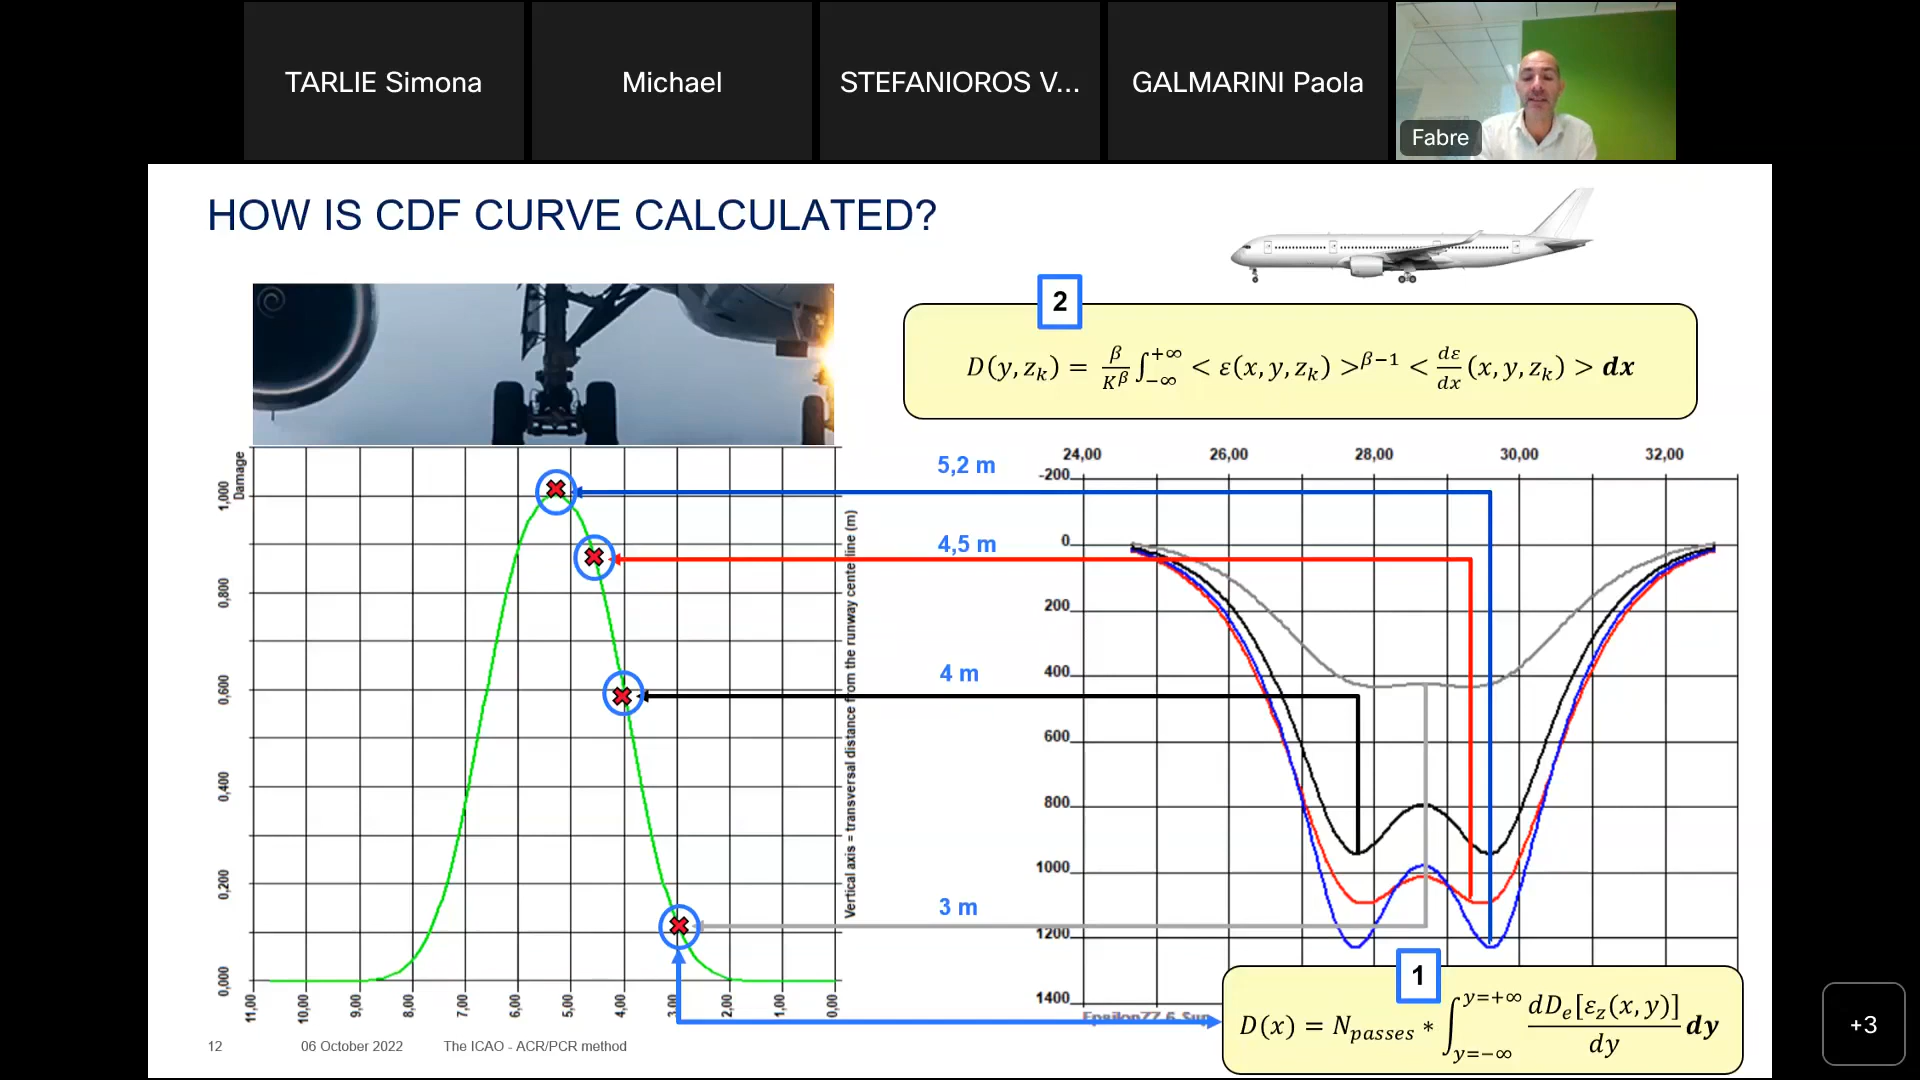 TARLIE Simona
Michael
STEFANIOROS V...
GALMARINI Paola
Fabre
HOW IS CDF CURVE CALCULATED?
2
D(y, z_k) = β/K^β ∫_{-∞}^{+∞} < ε(x, y, z_k) >^{β-1} < dε/dx (x, y, z_k) > dx
Damage
1,000
0,800
0,600
0,400
0,200
0,000
11,00
10,00
9,00
8,00
7,00
6,00
5,00
4,00
3,00
2,00
1,00
0,00
Vertical axis = transversal distance from the runway centerline (m)
5,2 m
4,5 m
4 m
3 m
24,00
26,00
28,00
30,00
32,00
-200
0
200
400
600
800
1000
1200
1400
1
D(x) = N_{passes} * ∫_{y=-∞}^{y=+∞} dD_e[ε_z(x, y)]/dy dy
12
06 October 2022
The ICAO - ACR/PCR method
+3